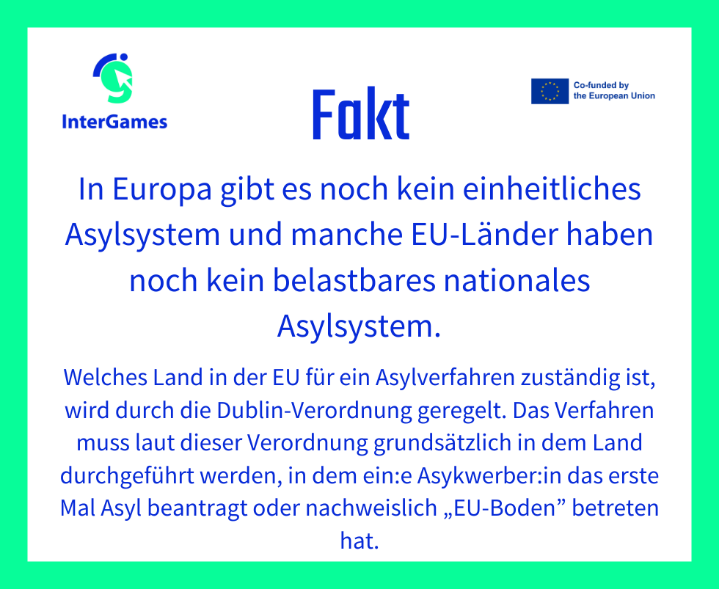 InterGames
Fakt
Co-funded by
the European Union
In Europa gibt es noch kein einheitliches
Asylsystem und manche EU-Länder haben
noch kein belastbares nationales
Asylsystem.
Welches Land in der EU für ein Asylverfahren zuständig ist,
wird durch die Dublin-Verordnung geregelt. Das Verfahren
muss laut dieser Verordnung grundsätzlich in dem Land
durchgeführt werden, in dem ein:e Asykwerber:in das erste
Mal Asyl beantragt oder nachweislich „EU-Boden” betreten
hat.